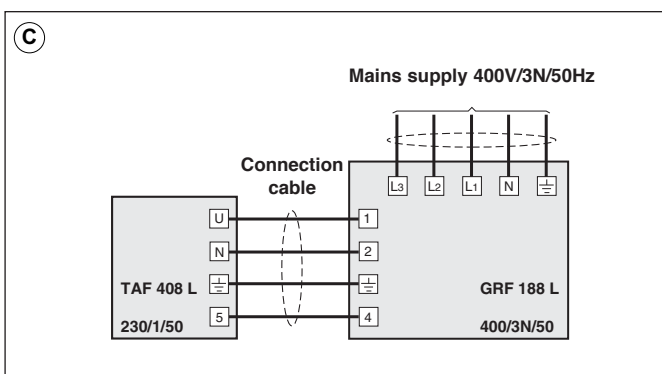 C
Mains supply 400V/3N/50Hz
Connection
cable
L3 L2 L1 N
U 1
N 2
TAF 408 L GRF 188 L
5 4
230/1/50 400/3N/50